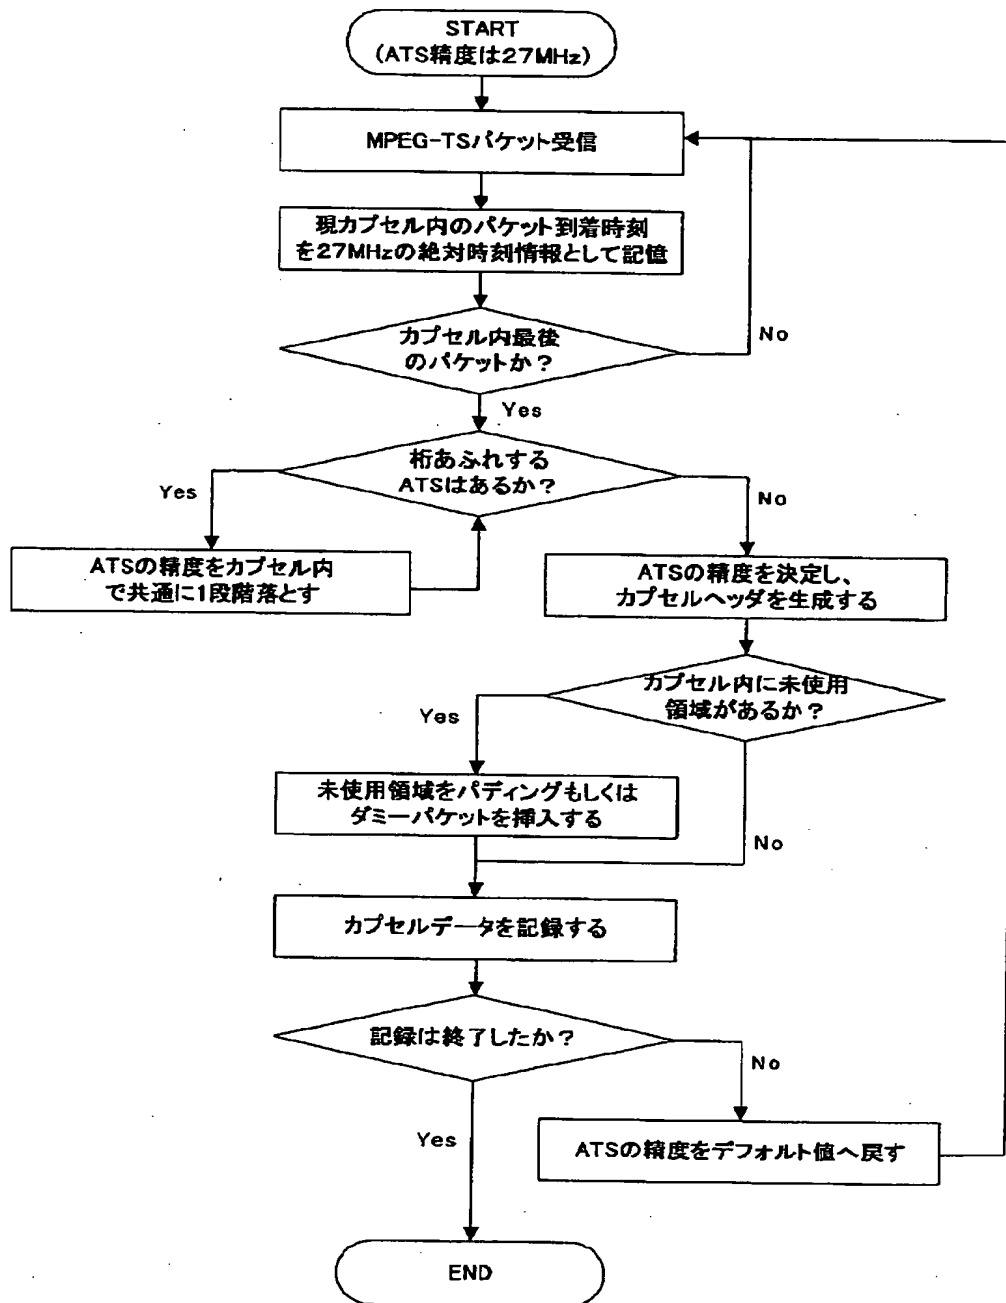 START
(ATS精度は27MHz)
MPEG-TSパケット受信
現カプセル内のパケット到着時刻
を27MHzの絶対時刻情報として記憶
カプセル内最後
のパケットか?
No
Yes
桁あふれする
ATSはあるか?
Yes
No
ATSの精度をカプセル内
で共通に1段階落とす
ATSの精度を決定し、
カプセルヘッダを生成する
カプセル内に未使用
領域があるか?
Yes
未使用領域をパディングもしくは
ダミーパケットを挿入する
No
カプセルデータを記録する
記録は終了したか?
No
Yes
ATSの精度をデフォルト値へ戻す
END